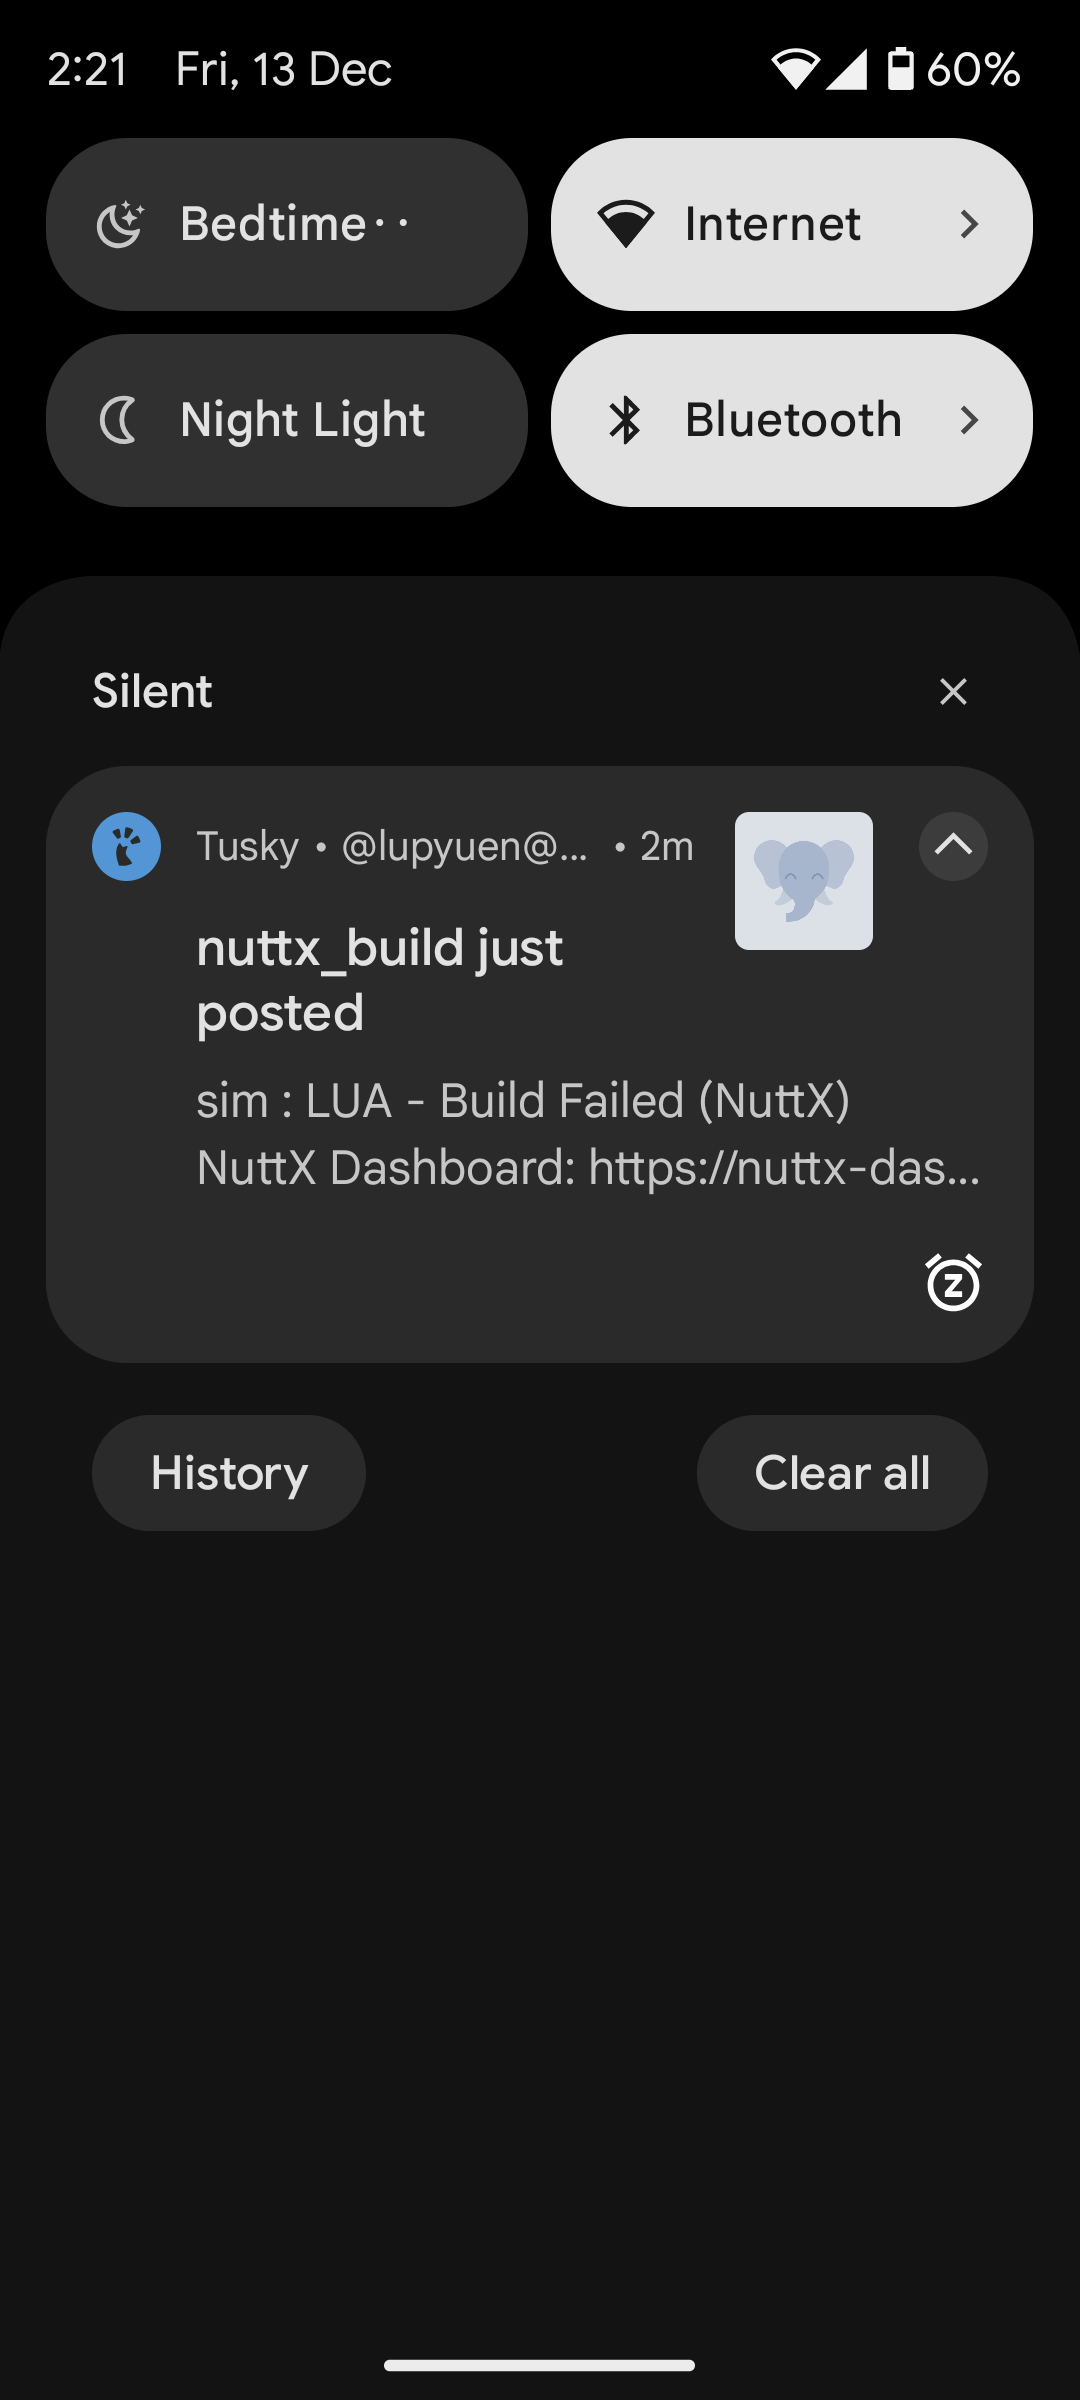 2:21 Fri, 13 Dec 60%
Bedtime Internet
Night Light Bluetooth
Silent
Tusky • @lupyuen@... • 2m
nuttx_build just
posted
sim : LUA - Build Failed (NuttX)
NuttX Dashboard: https://nuttx-das...
History Clear all